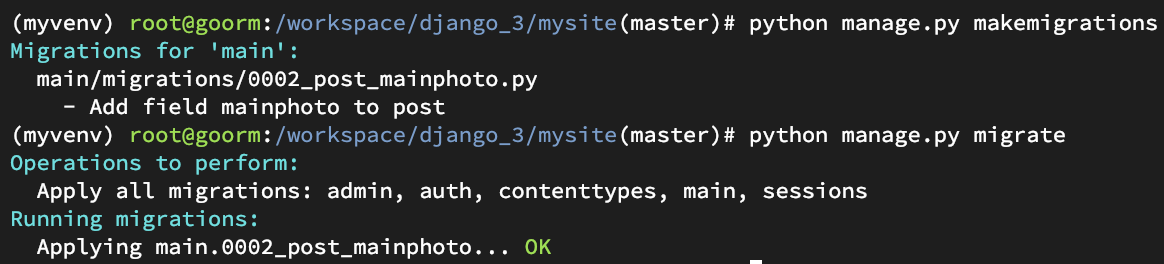 (myvenv) root@goorm:/workspace/django_3/mysite(master)# python manage.py makemigrations
Migrations for 'main':
  main/migrations/0002_post_mainphoto.py
    - Add field mainphoto to post
(myvenv) root@goorm:/workspace/django_3/mysite(master)# python manage.py migrate
Operations to perform:
  Apply all migrations: admin, auth, contenttypes, main, sessions
Running migrations:
  Applying main.0002_post_mainphoto... OK